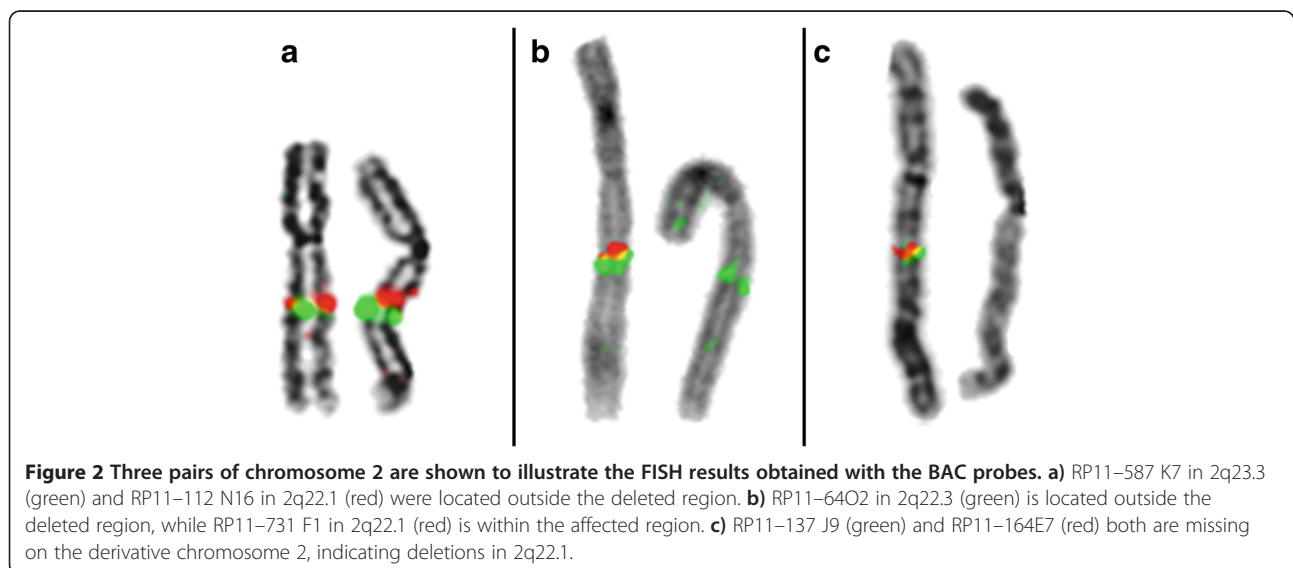 a
b
c
Figure 2 Three pairs of chromosome 2 are shown to illustrate the FISH results obtained with the BAC probes. a) RP11–587 K7 in 2q23.3
(green) and RP11–112 N16 in 2q22.1 (red) were located outside the deleted region. b) RP11–64O2 in 2q22.3 (green) is located outside the
deleted region, while RP11–731 F1 in 2q22.1 (red) is within the affected region. c) RP11–137 J9 (green) and RP11–164E7 (red) both are missing
on the derivative chromosome 2, indicating deletions in 2q22.1.